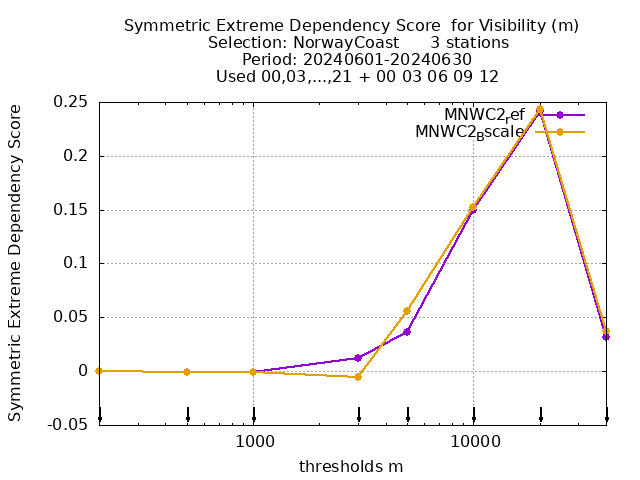 Symmetric Extreme Dependency Score  for Visibility (m)
Selection: NorwayCoast      3 stations
Period: 20240601-20240630
Used 00,03,...,21 + 00 03 06 09 12
Symmetric Extreme Dependency Score
0.25
0.2
0.15
0.1
0.05
0
-0.05
MNWC2ref
MNWC2Bscale
1000
10000
thresholds m